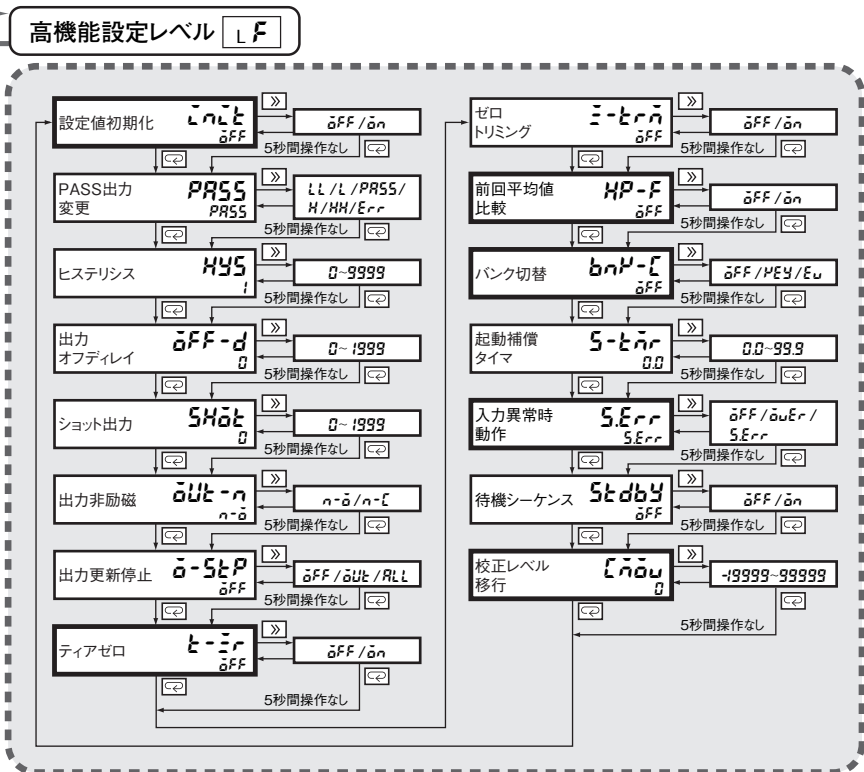 高機能設定レベル LF
設定値初期化 init
oFF
oFF/on
5秒間操作なし
PASS出力
変更
PASS
PASS
LL/L/PASS/
H/HH/Err
5秒間操作なし
ヒステリシス HYS
1
0~9999
5秒間操作なし
出力
オフディレイ
oFF-d
0
0~1999
5秒間操作なし
ショット出力 SHot
0
0~1999
5秒間操作なし
出力非励磁 oUt-n
n-o
n-o/n-C
5秒間操作なし
出力更新停止 o-StP
oFF
oFF/oUt/ALL
5秒間操作なし
ティアゼロ t-Zr
oFF
oFF/on
5秒間操作なし
ゼロ
トリミング
Z-trm
oFF
oFF/on
5秒間操作なし
前回平均値
比較
HP-F
oFF
oFF/on
5秒間操作なし
バンク切替 bnK-C
oFF
oFF/KEY/Ev
5秒間操作なし
起動補償
タイマ
S-tmr
0.0
0.0~99.9
5秒間操作なし
入力異常時
動作
S.Err
S.Err
oFF/ovEr/
S.Err
5秒間操作なし
待機シーケンス Stdby
oFF
oFF/on
5秒間操作なし
校正レベル
移行
Cmov
0
-19999~99999
5秒間操作なし